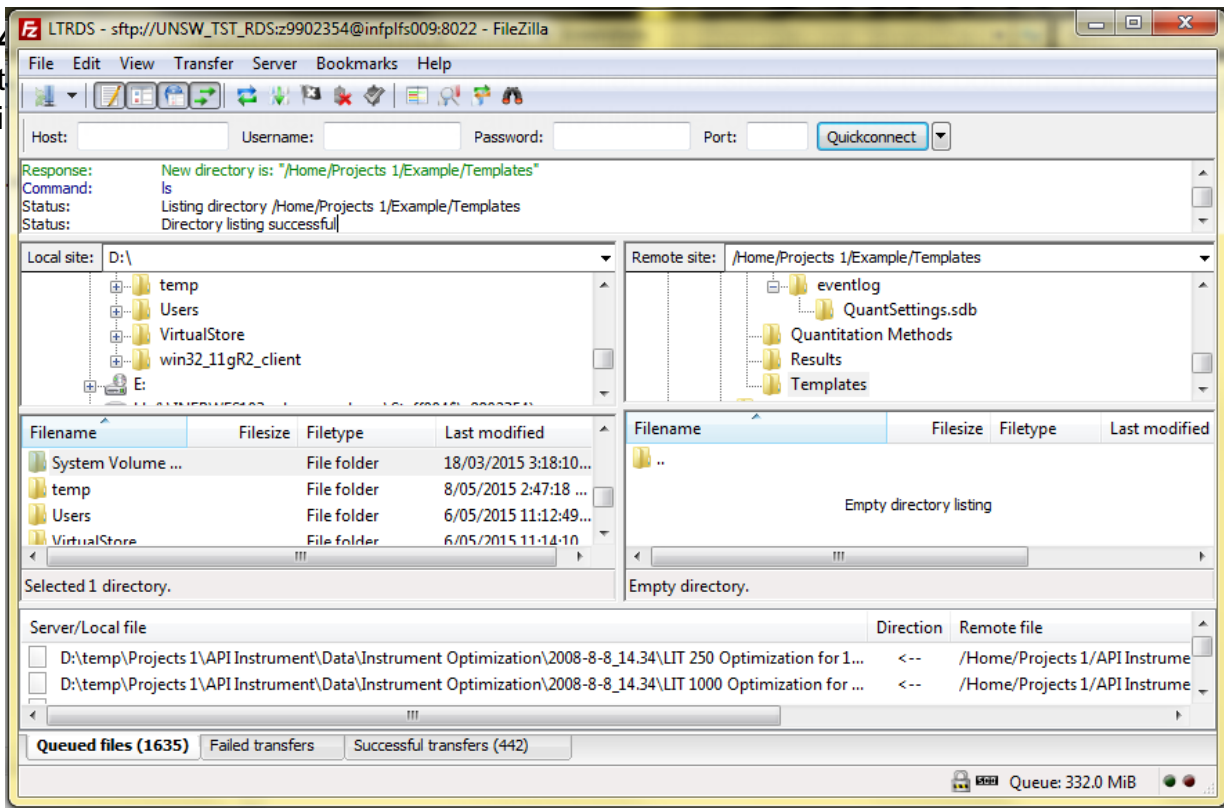 LTRDS - sftp://UNSW_TST_RDS:z9902354@infplfs009:8022 - FileZilla
File Edit View Transfer Server Bookmarks Help
Host: Username: Password: Port: Quickconnect
Response: New directory is: "/Home/Projects 1/Example/Templates"
Command: ls
Status: Listing directory /Home/Projects 1/Example/Templates
Status: Directory listing successful
Local site: D:\
temp
Users
VirtualStore
win32_11gR2_client
E:
Remote site: /Home/Projects 1/Example/Templates
eventlog
QuantSettings.sdb
Quantitation Methods
Results
Templates
Filename Filesize Filetype Last modified
System Volume ... File folder 18/03/2015 3:18:10...
temp File folder 8/05/2015 2:47:18 ...
Users File folder 6/05/2015 11:12:49...
VirtualStore File folder 6/05/2015 11:14:10
Selected 1 directory.
Filename Filesize Filetype Last modified
..
Empty directory listing
Empty directory.
Server/Local file Direction Remote file
D:\temp\Projects 1\API Instrument\Data\Instrument Optimization\2008-8-8_14.34\LIT 250 Optimization for 1... <-- /Home/Projects 1/API Instrume
D:\temp\Projects 1\API Instrument\Data\Instrument Optimization\2008-8-8_14.34\LIT 1000 Optimization for ... <-- /Home/Projects 1/API Instrume
Queued files (1635) Failed transfers Successful transfers (442)
Queue: 332.0 MiB